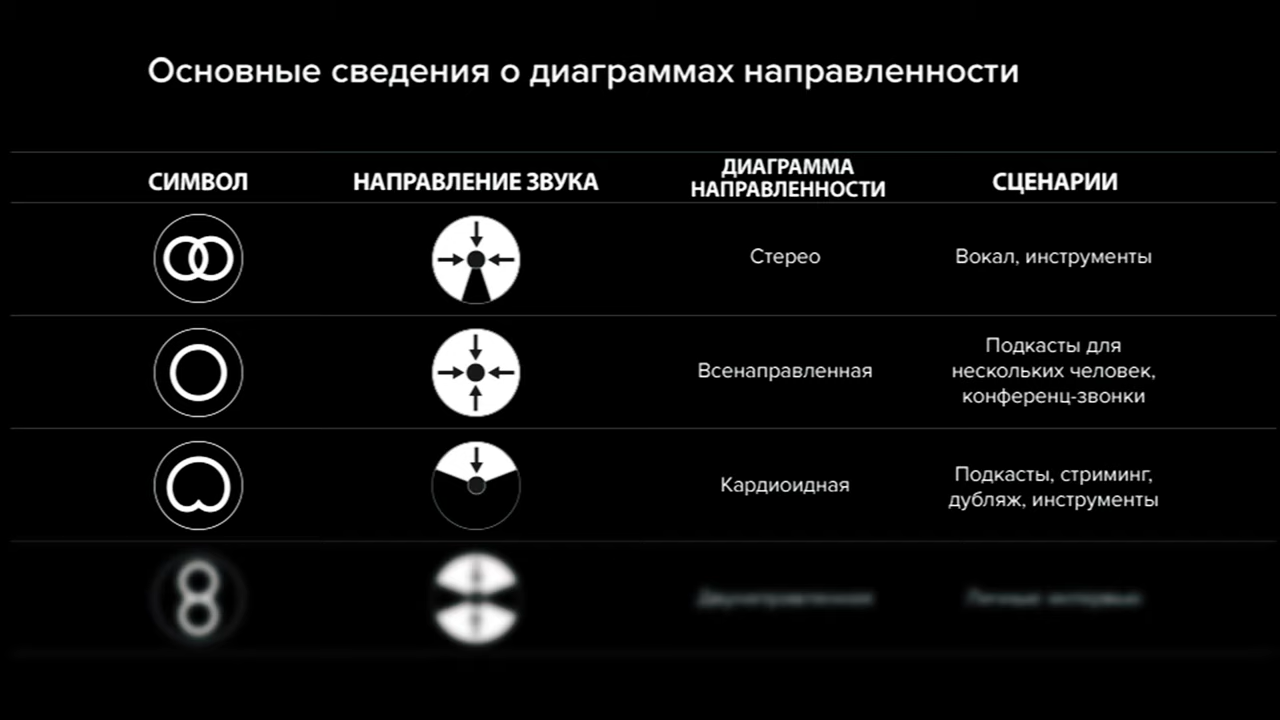 Основные сведения о диаграммах направленности
СИМВОЛ
НАПРАВЛЕНИЕ ЗВУКА
ДИАГРАММА
НАПРАВЛЕННОСТИ
СЦЕНАРИИ
Стерео
Вокал, инструменты
Всенаправленная
Подкасты для
нескольких человек,
конференц-звонки
Кардиоидная
Подкасты, стриминг,
дубляж, инструменты